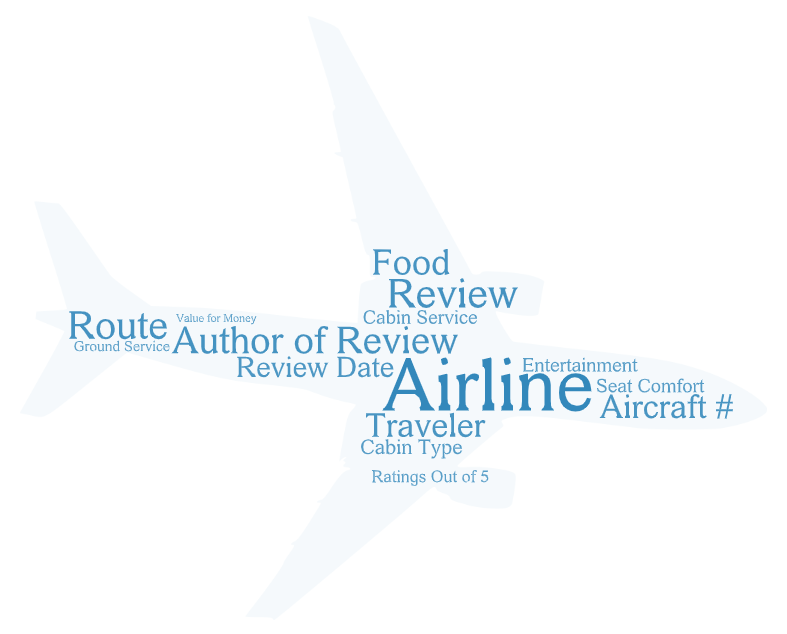 Food
Review
Cabin Service
Route
Value for Money
Ground Service
Author of Review
Review Date
Airline
Entertainment
Seat Comfort
Aircraft #
Traveler
Cabin Type
Ratings Out of 5